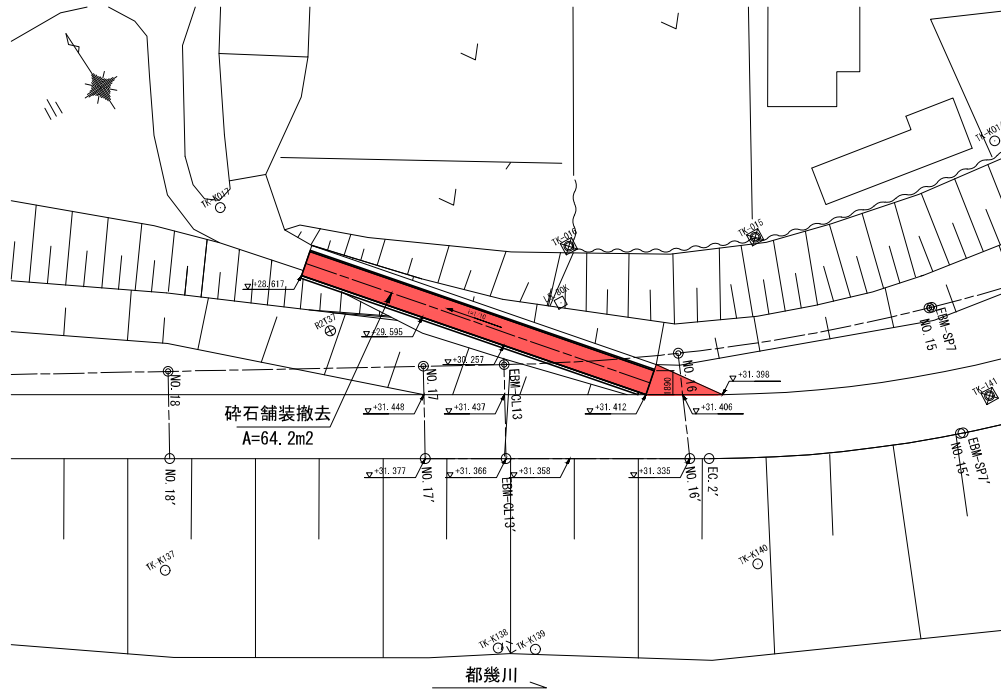 TK-K017
TK-016
TK-015
+28.617
R2T37
+29.595
+30.257
NO.18
NO.17
EBM-CL13
NO.16
NO.15
EBM-SP7
+31.398
TK-141
砕石舗装撤去
A=64.2m2
+31.448
+31.437
+31.412
+31.406
+31.377
+31.366
+31.358
+31.335
NO.18'
NO.17'
EBM-CL13'
NO.16'
EC.2'
NO.15'
EBM-SP7'
TK-K137
TK-K140
TK-K138
TK-K139
都幾川